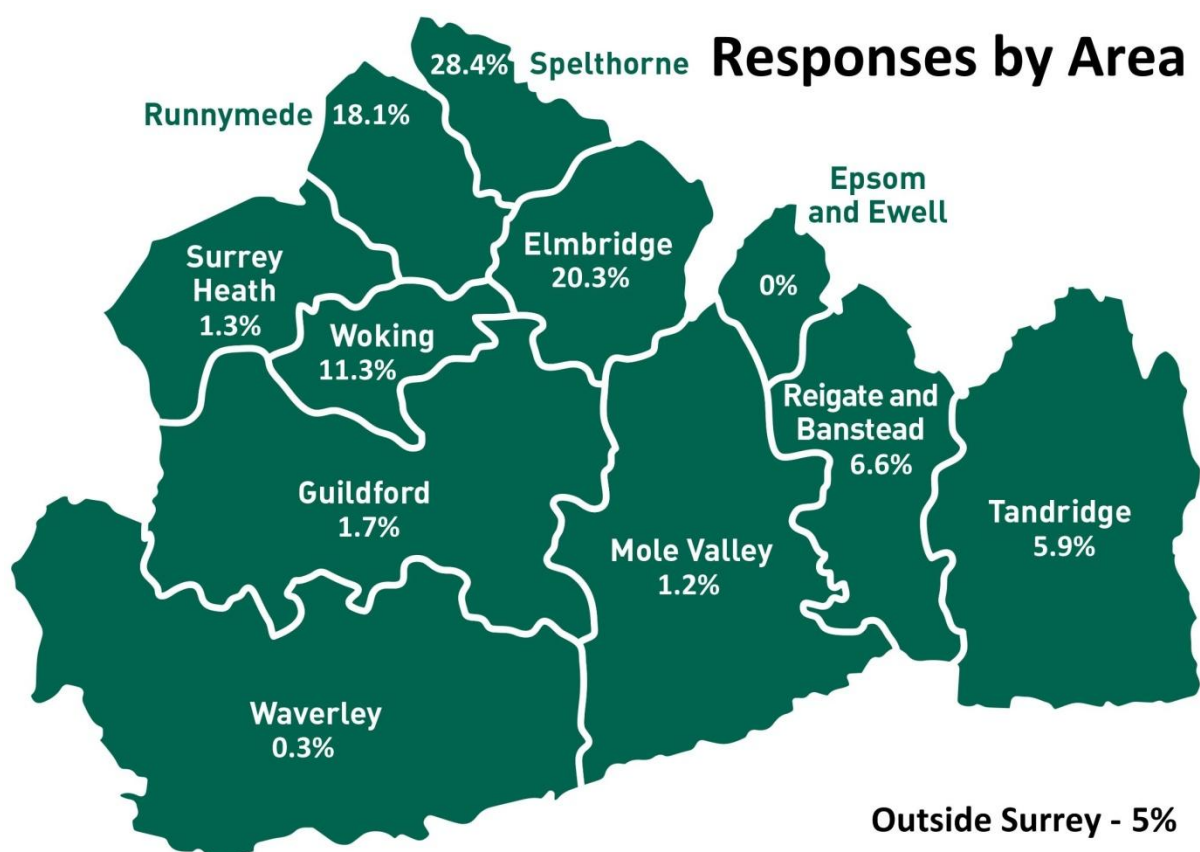 Responses by Area
28.4% Spelthorne
Runnymede 18.1%
Epsom
and Ewell
Elmbridge
20.3%
0%
Surrey
Heath
1.3%
Woking
11.3%
Reigate and
Banstead
6.6%
Guildford
1.7%
Tandridge
5.9%
Mole Valley
1.2%
Waverley
0.3%
Outside Surrey - 5%